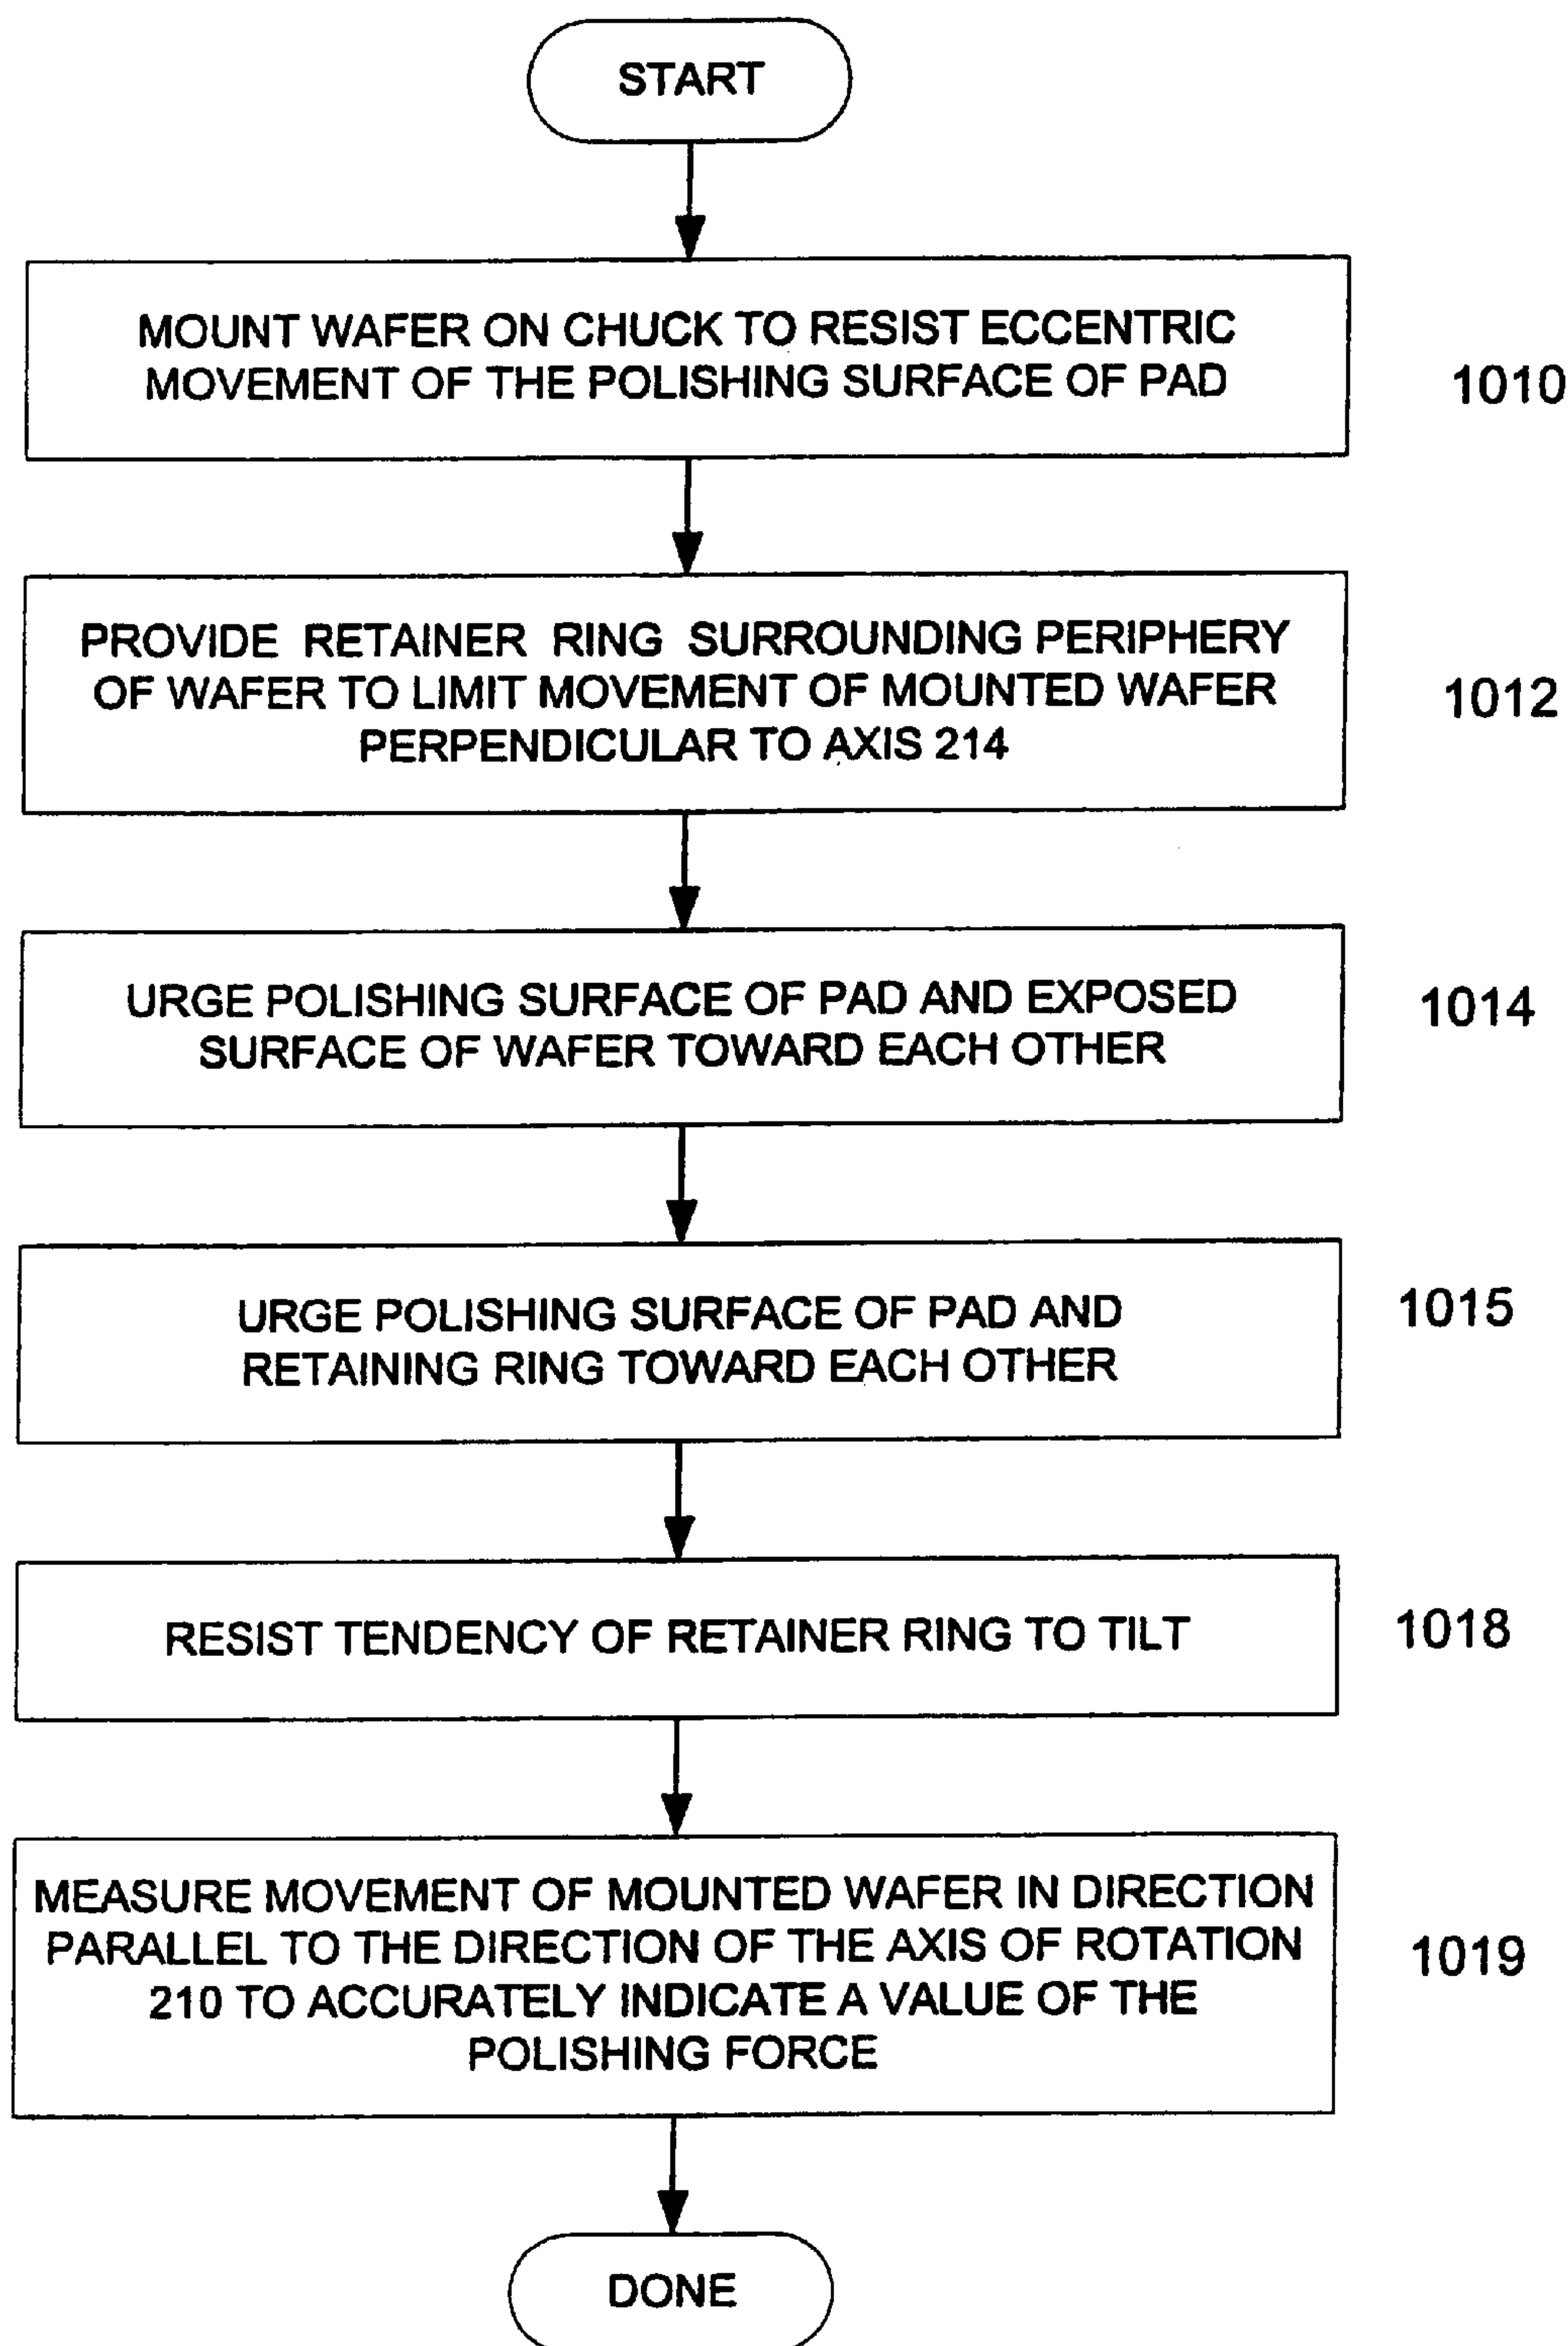 START
MOUNT WAFER ON CHUCK TO RESIST ECCENTRIC
MOVEMENT OF THE POLISHING SURFACE OF PAD
1010
PROVIDE RETAINER RING SURROUNDING PERIPHERY
OF WAFER TO LIMIT MOVEMENT OF MOUNTED WAFER
PERPENDICULAR TO AXIS 214
1012
URGE POLISHING SURFACE OF PAD AND EXPOSED
SURFACE OF WAFER TOWARD EACH OTHER
1014
URGE POLISHING SURFACE OF PAD AND
RETAINING RING TOWARD EACH OTHER
1015
RESIST TENDENCY OF RETAINER RING TO TILT
1018
MEASURE MOVEMENT OF MOUNTED WAFER IN DIRECTION
PARALLEL TO THE DIRECTION OF THE AXIS OF ROTATION
210 TO ACCURATELY INDICATE A VALUE OF THE
POLISHING FORCE
1019
DONE